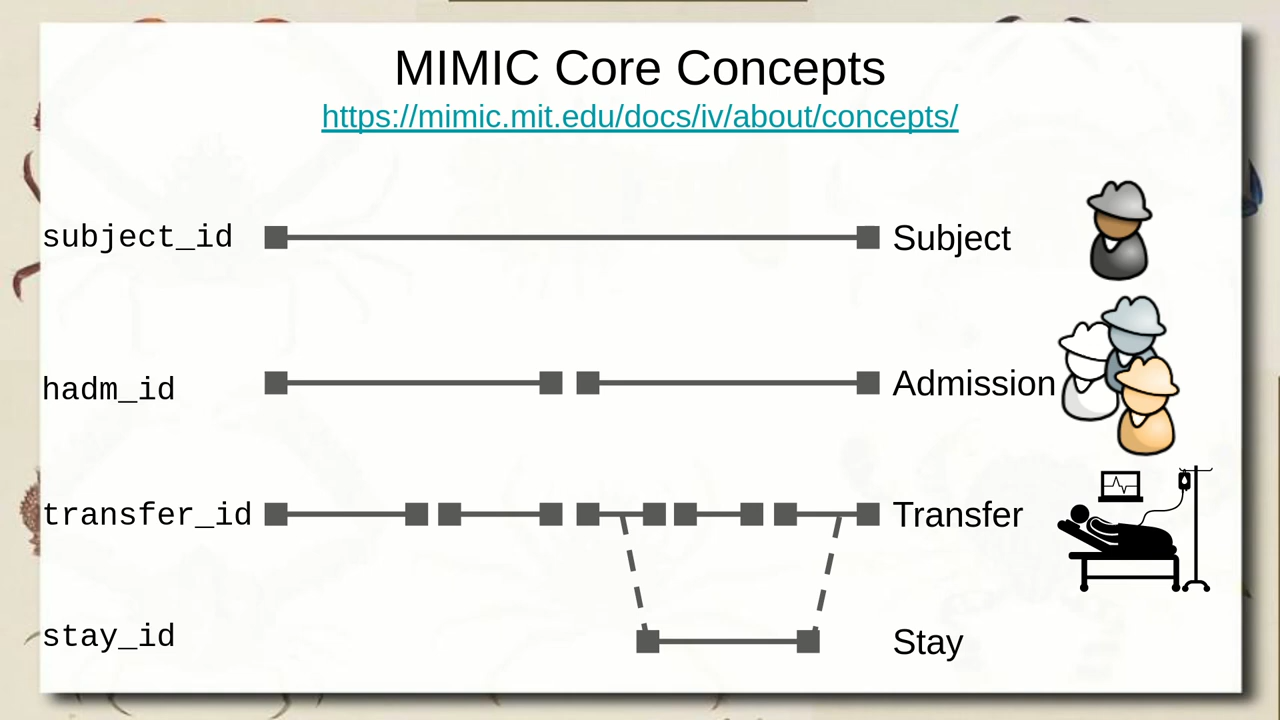 MIMIC Core Concepts
https://mimic.mit.edu/docs/iv/about/concepts/
subject_id Subject
hadm_id Admission
transfer_id Transfer
stay_id Stay